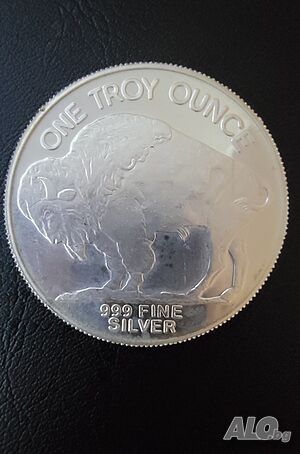 ONE TROY OUNCE
999 FINE
SILVER
ALO.bg